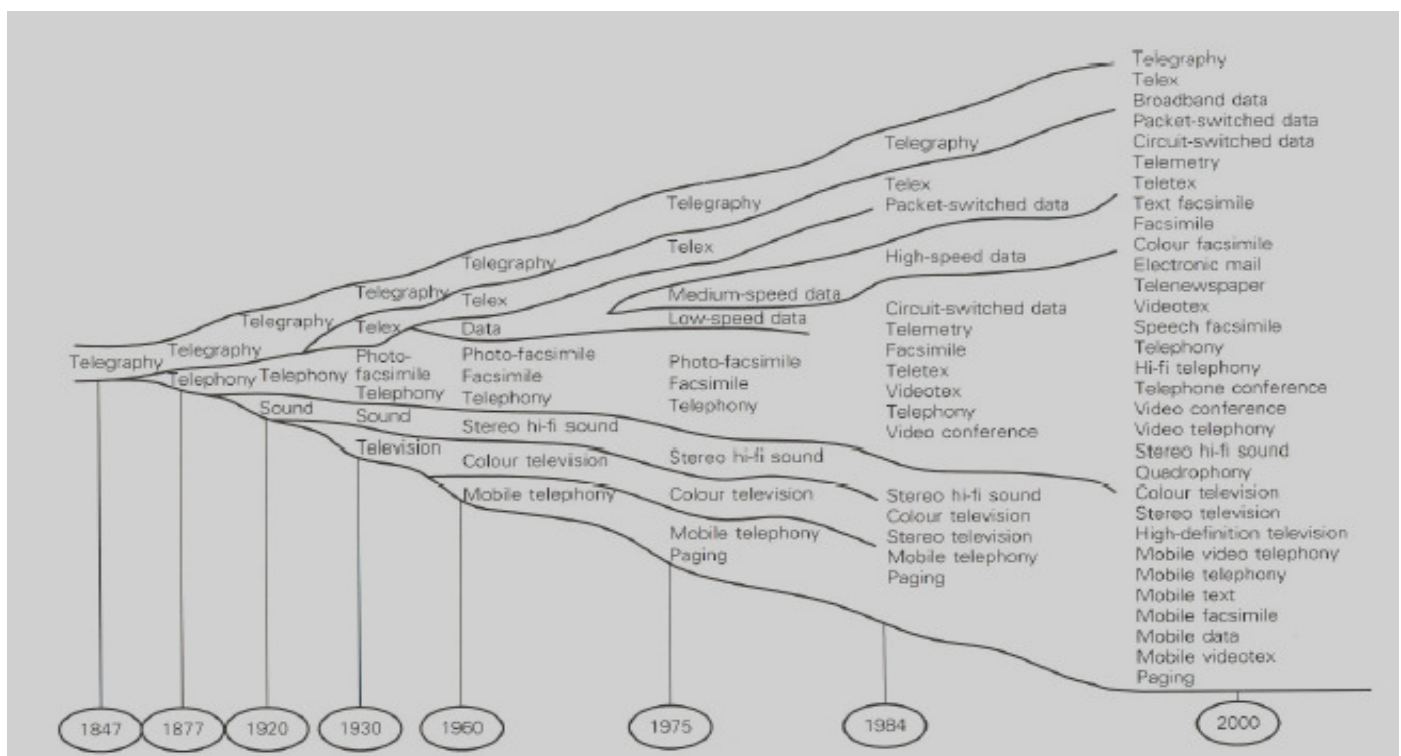 Telegraphy
Telegraphy
Telephony
Telegraphy
Telephony
Sound
Telegraphy
Telex
Photo-
facsimile
Telephony
Sound
Television
Telegraphy
Telex
Data
Photo-facsimile
Facsimile
Telephony
Stereo hi-fi sound
Colour television
Mobile telephony
Telegraphy
Telex
Medium-speed data
Low-speed data
Photo-facsimile
Facsimile
Telephony
Stereo hi-fi sound
Colour television
Mobile telephony
Paging
Telegraphy
Telex
Packet-switched data
High-speed data
Circuit-switched data
Telemetry
Facsimile
Teletex
Videotex
Telephony
Video conference
Stereo hi-fi sound
Colour television
Stereo television
Mobile telephony
Paging
Telegraphy
Telex
Broadband data
Packet-switched data
Circuit-switched data
Telemetry
Teletex
Text facsimile
Facsimile
Colour facsimile
Electronic mail
Telenewspaper
Videotex
Speech facsimile
Telephony
Hi-fi telephony
Telephone conference
Video conference
Video telephony
Stereo hi-fi sound
Quadrophony
Colour television
Stereo television
High-definition television
Mobile video telephony
Mobile telephony
Mobile text
Mobile facsimile
Mobile data
Mobile videotex
Paging
1847
1877
1920
1930
1960
1975
1984
2000